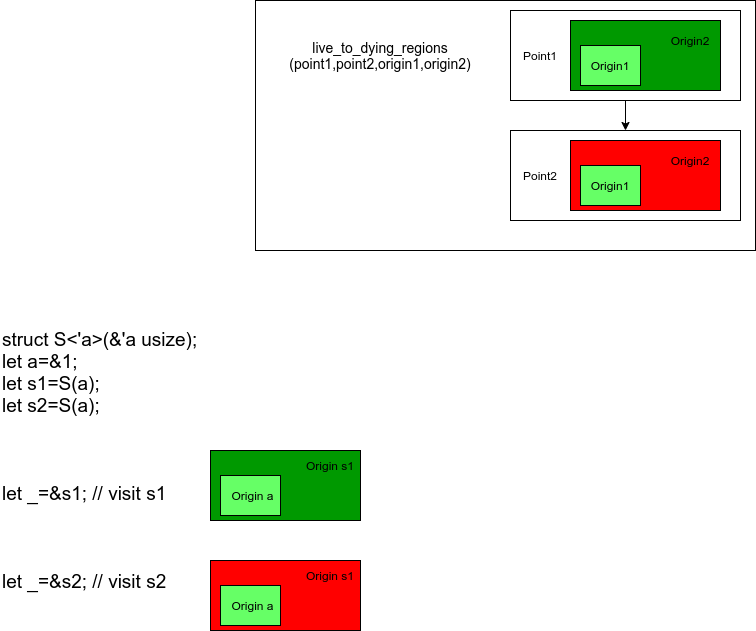 live_to_dying_regions
(point1,point2,origin1,origin2)
Point1
Origin2
Origin1
Point2
Origin2
Origin1
struct S<'a>(&'a usize);
let a=&1;
let s1=S(a);
let s2=S(a);
let _=&s1; // visit s1
Origin s1
Origin a
let _=&s2; // visit s2
Origin s1
Origin a